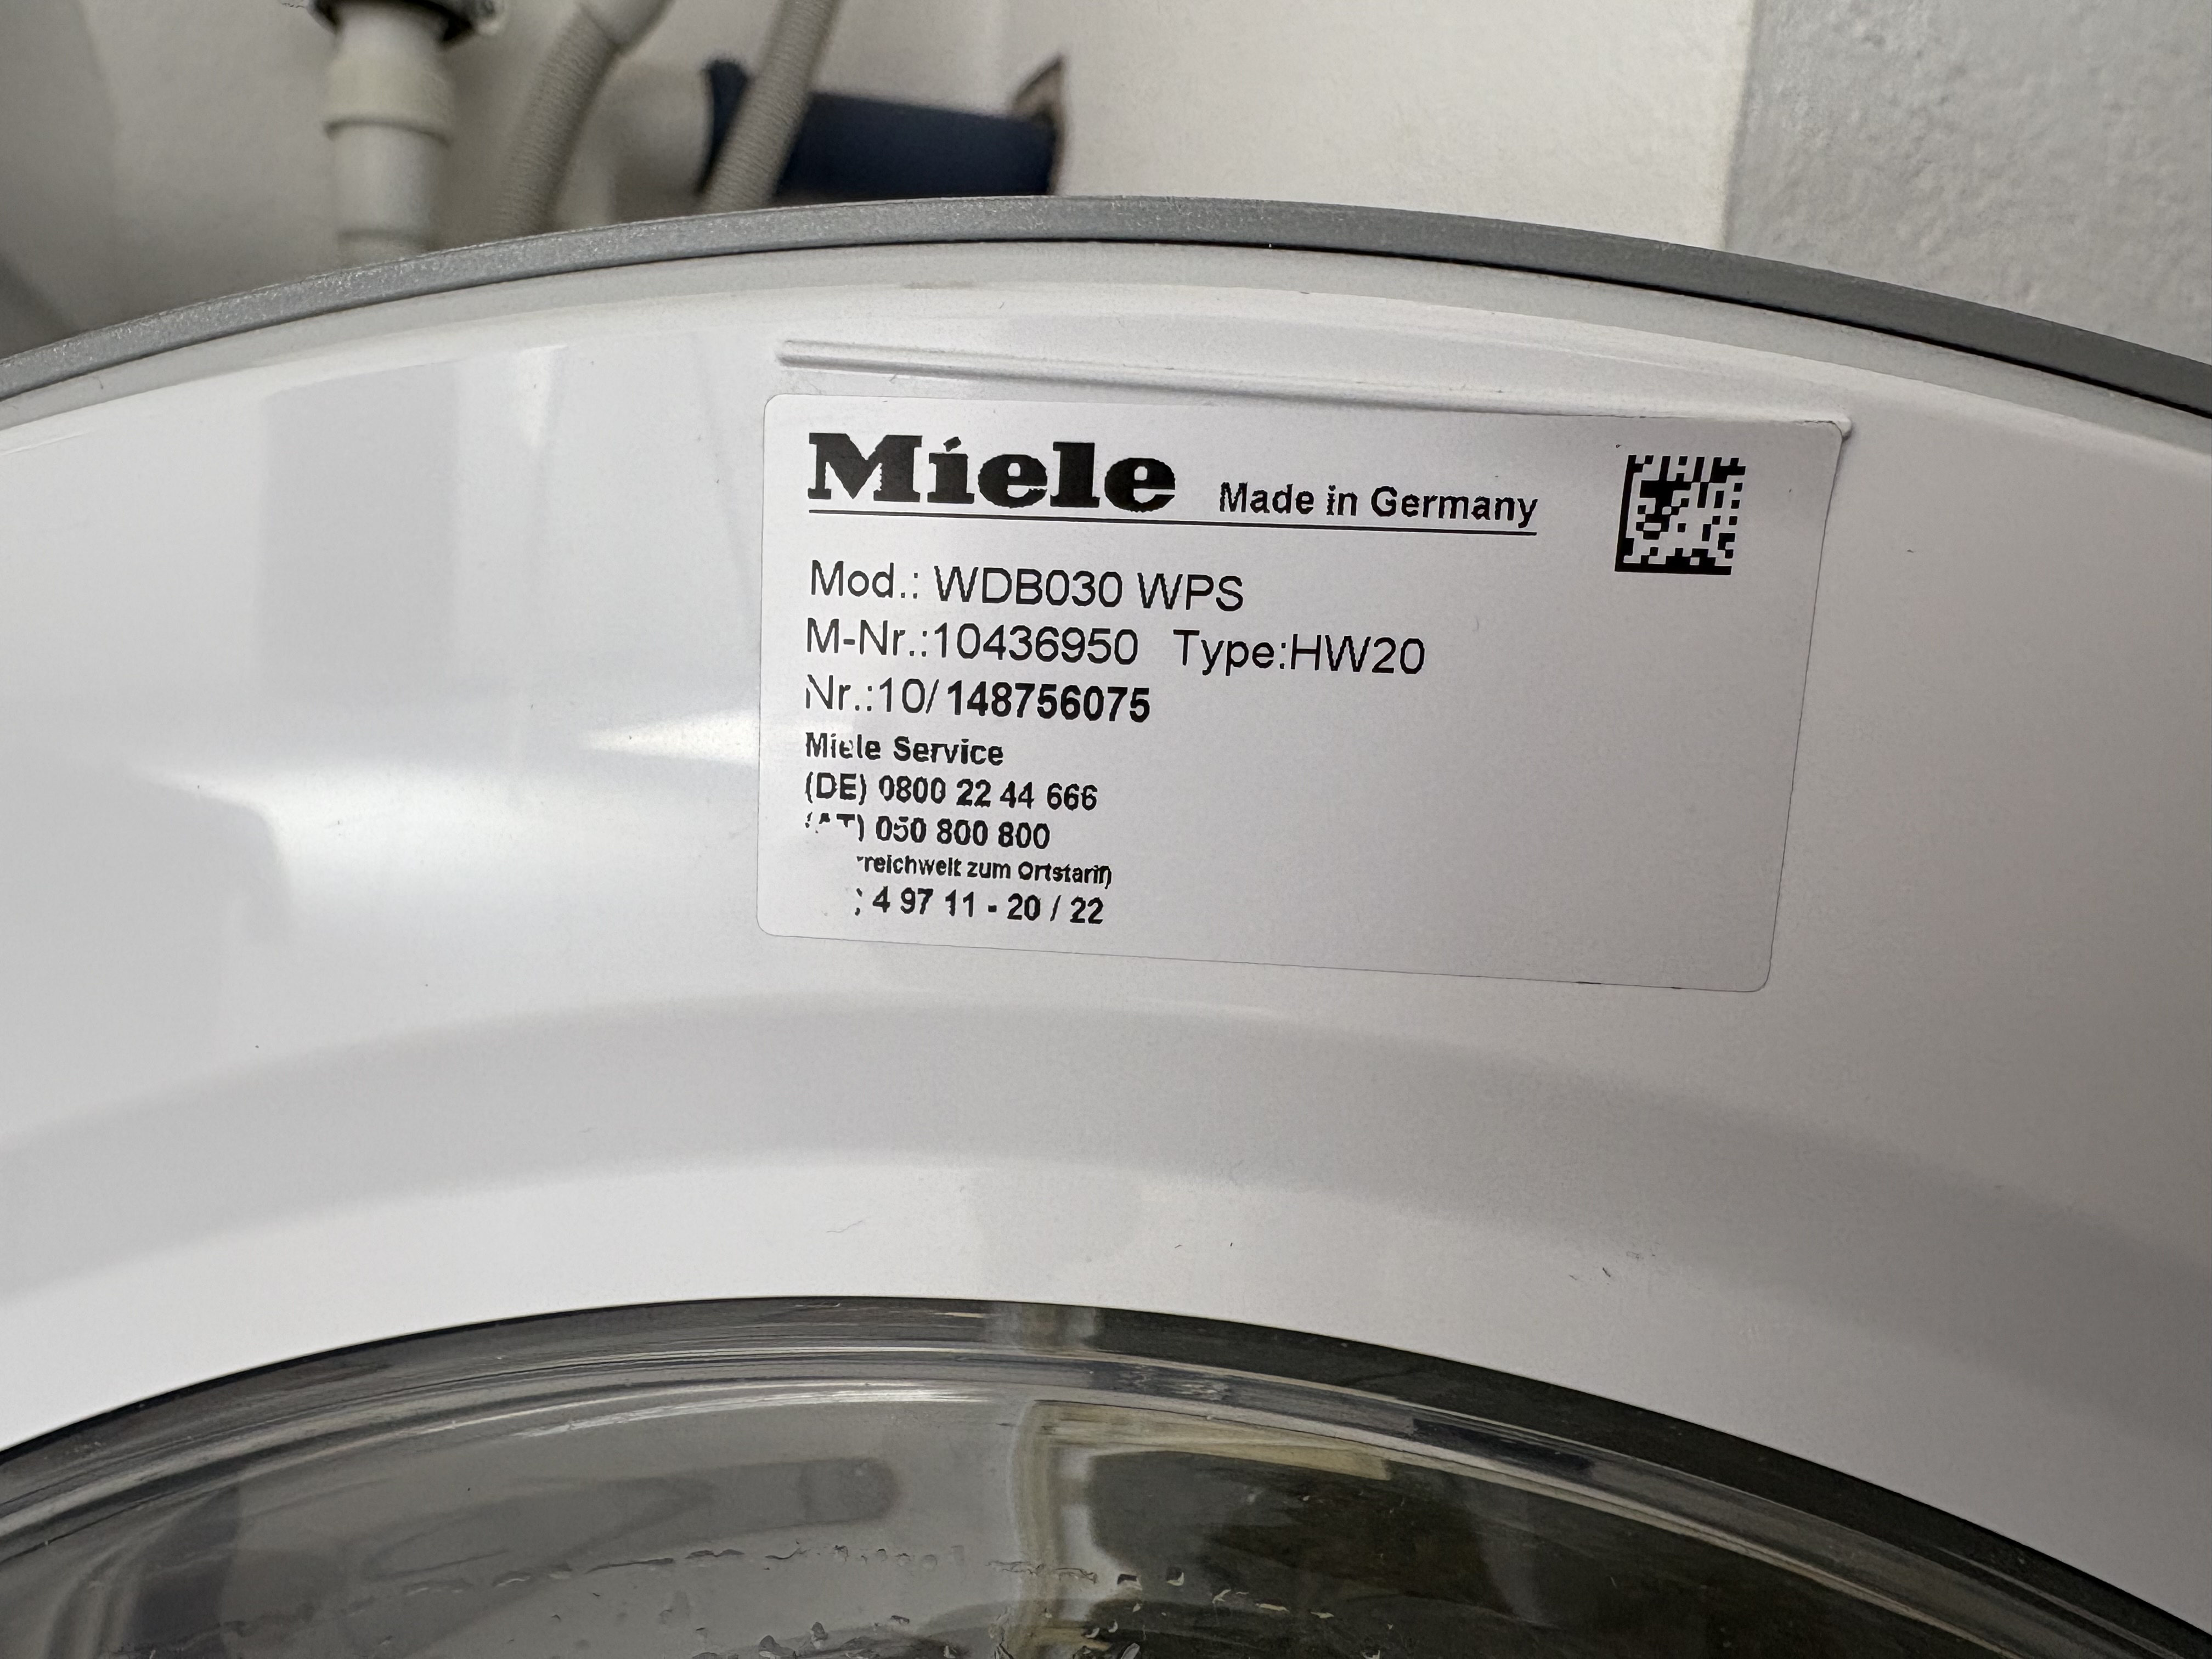 Miele Made in Germany
Mod.: WDB030 WPS
M-Nr.:10436950 Type:HW20
Nr.:10/148756075
Miele Service
(DE) 0800 22 44 666
(AT) 050 800 800
zum Ortstarif)
4 97 11 - 20 / 22